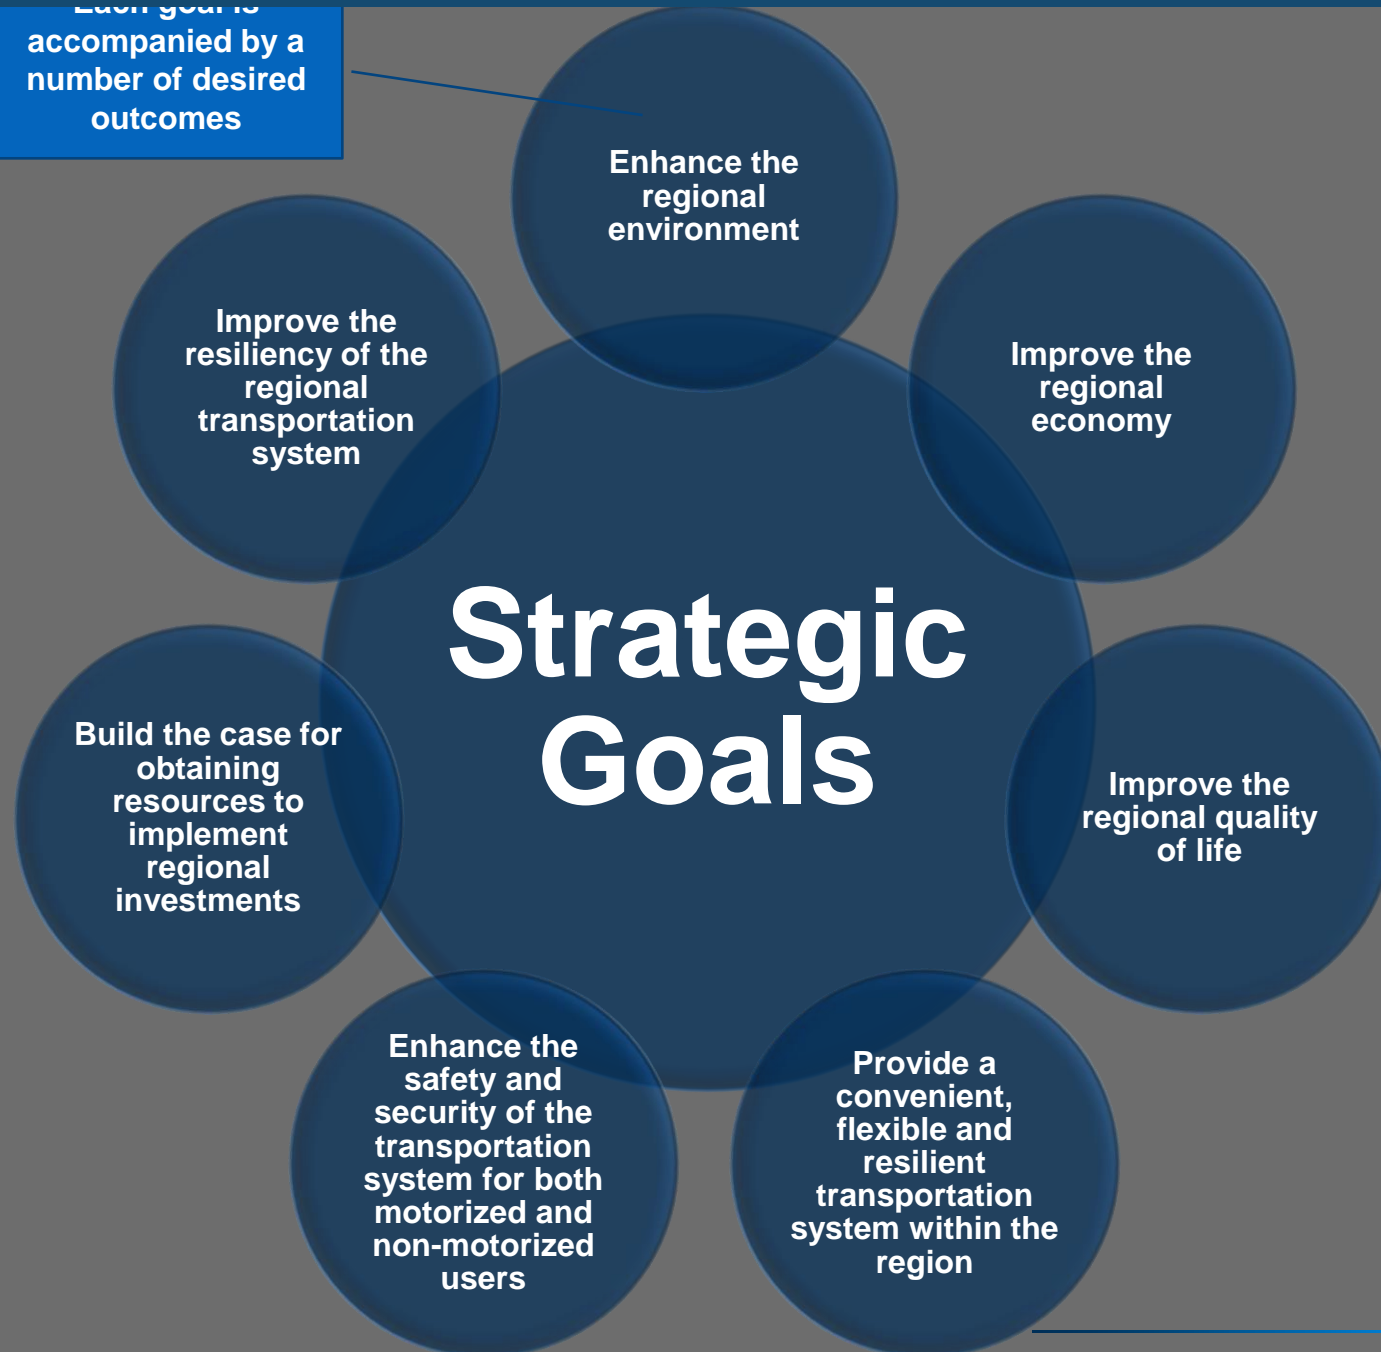 Each goal is
accompanied by a
number of desired
outcomes
Enhance the
regional
environment
Improve the
regional
economy
Improve the
regional quality
of life
Provide a
convenient,
flexible and
resilient
transportation
system within the
region
Enhance the
safety and
security of the
transportation
system for both
motorized and
non-motorized
users
Build the case for
obtaining
resources to
implement
regional
investments
Improve the
resiliency of the
regional
transportation
system
Strategic
Goals